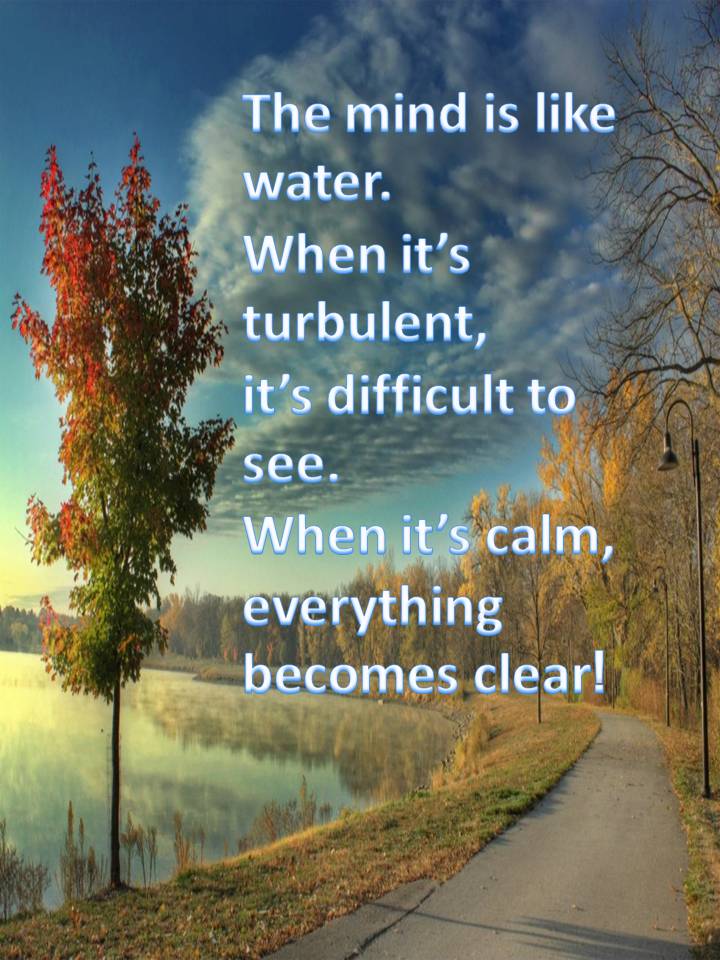 The mind is like
water.
When it’s
turbulent,
it’s difficult to
see.
When it’s calm,
everything
becomes clear!